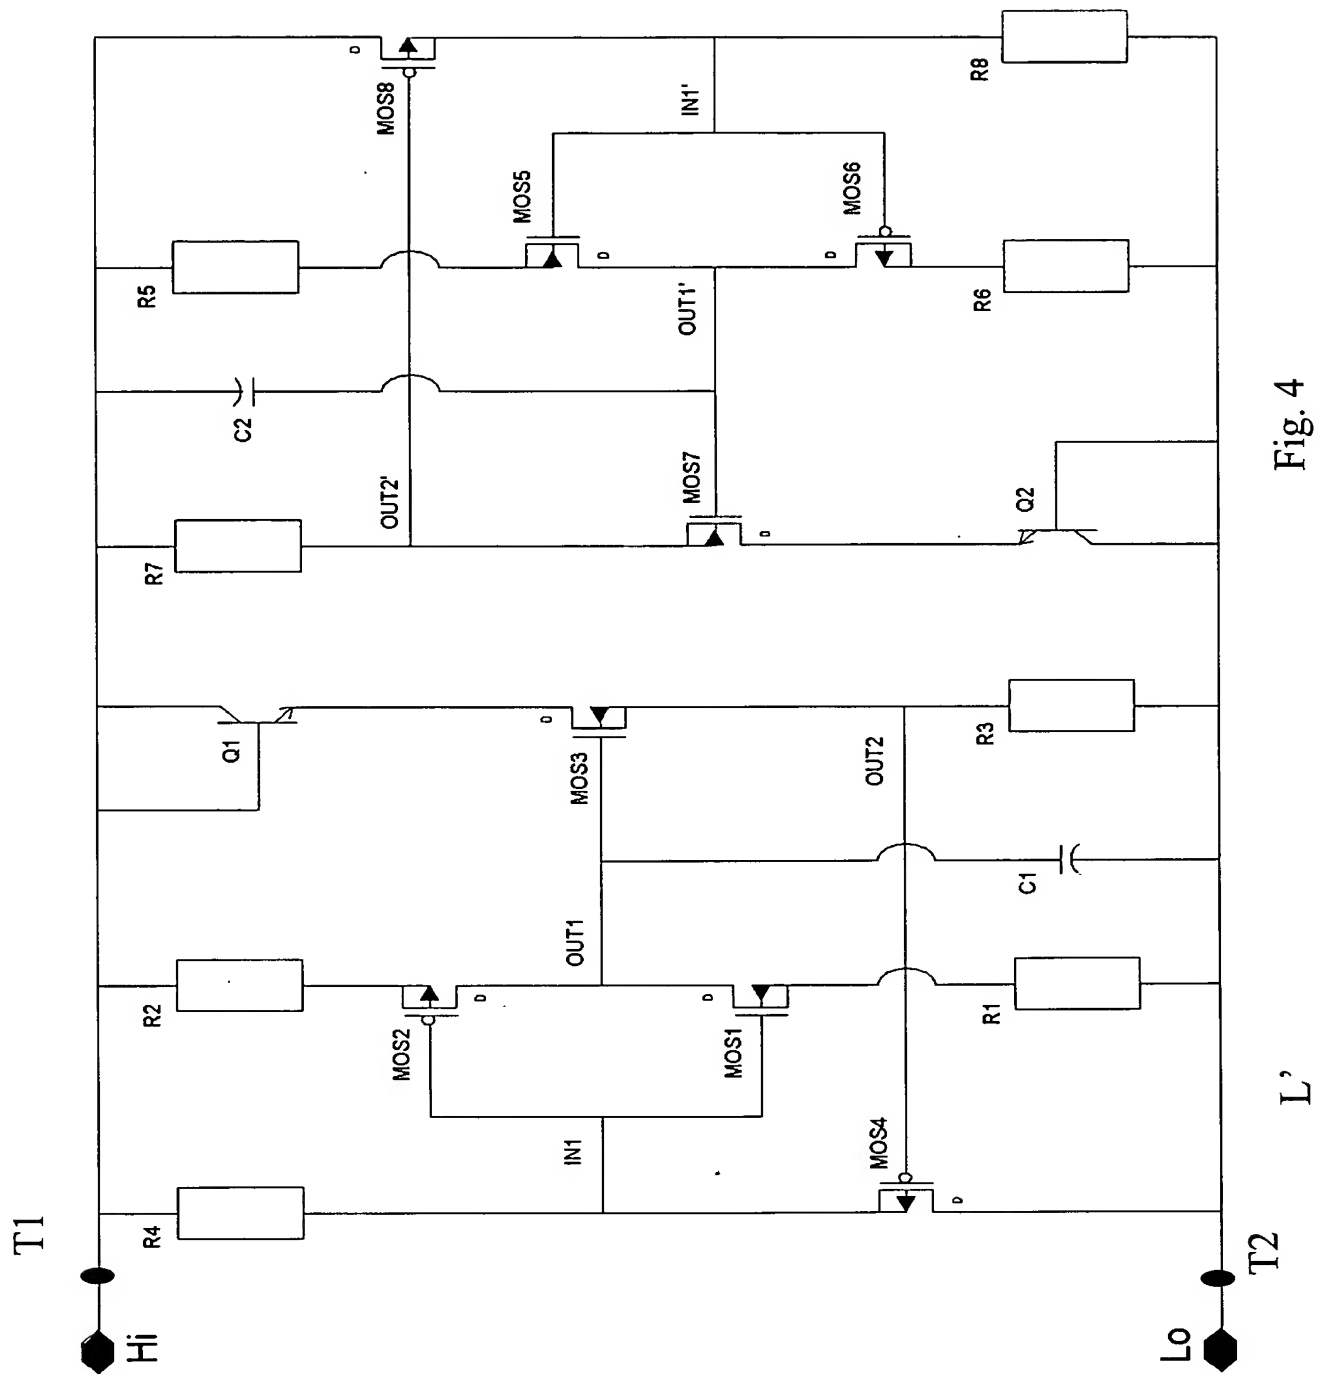 T1
Hi
R4
R2
R7
R5
Q1
C2
D
MOS8
OUT2'
MOS2
D
MOS5
D
IN1
OUT1
MOS3
D
MOS7
OUT1'
IN1'
D
MOS1
D
D
MOS6
MOS4
OUT2
D
R1
R3
R6
R8
C1
Q2
Lo
T2
L'
Fig. 4